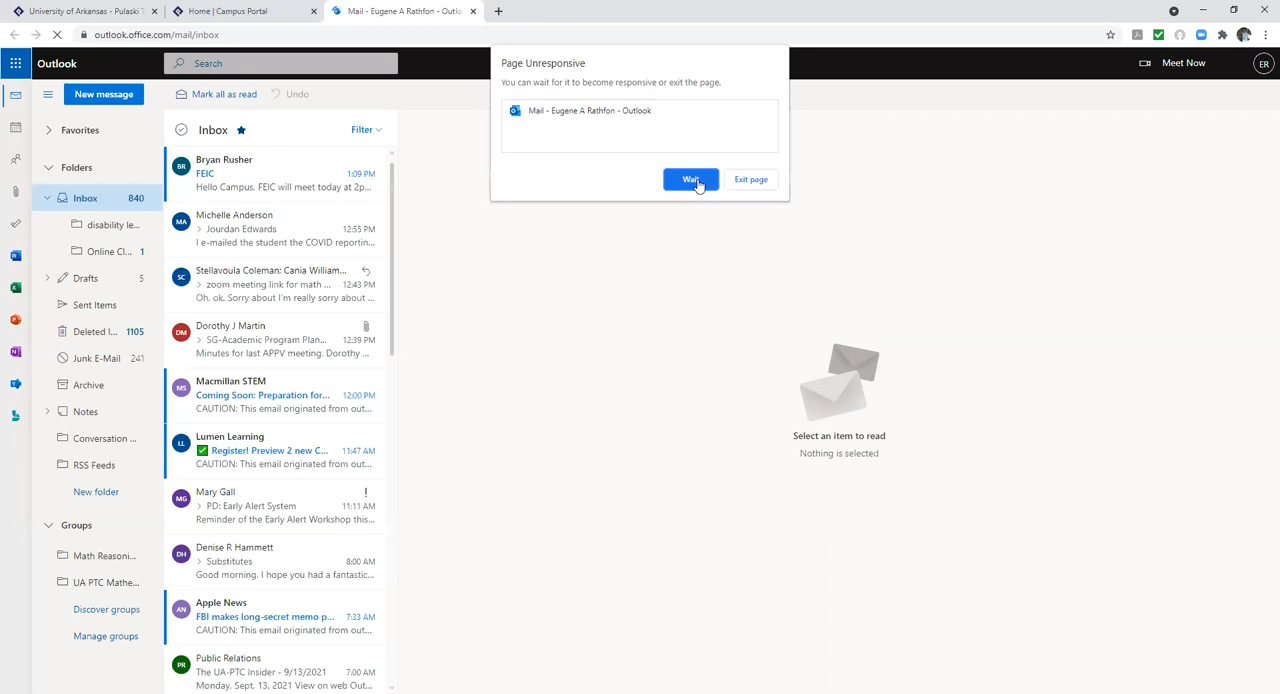 University of Arkansas - Pulaski T
Home | Campus Portal
Mail - Eugene A Rathfon - Outlo
outlook.office.com/mail/inbox
Outlook
Search
Meet Now
ER
New message
Mark all as read
Undo
Page Unresponsive
You can wait for it to become responsive or exit the page.
Mail - Eugene A Rathfon - Outlook
Wait
Exit page
Favorites
Folders
Inbox 840
disability le...
Online Cl... 1
Drafts 5
Sent Items
Deleted I... 1105
Junk E-Mail 241
Archive
Notes
Conversation ...
RSS Feeds
New folder
Groups
Math Reasoni...
UA PTC Mathe...
Discover groups
Manage groups
Inbox
Filter
BR
Bryan Rusher
FEIC 1:09 PM
Hello Campus. FEIC will meet today at 2p...
MA
Michelle Anderson
Jourdan Edwards 12:55 PM
I e-mailed the student the COVID reportin...
SC
Stellavoula Coleman; Cania William...
zoom meeting link for math ... 12:43 PM
Oh, ok. Sorry about I'm really sorry about ...
DM
Dorothy J Martin
SG-Academic Program Plan... 12:39 PM
Minutes for last APPV meeting. Dorothy ...
MS
Macmillan STEM
Coming Soon: Preparation for... 12:00 PM
CAUTION: This email originated from out...
LL
Lumen Learning
Register! Preview 2 new C... 11:47 AM
CAUTION: This email originated from out...
MG
Mary Gall !
PD: Early Alert System 11:11 AM
Reminder of the Early Alert Workshop this...
DH
Denise R Hammett
Substitutes 8:00 AM
Good morning. I hope you had a fantastic...
AN
Apple News
FBI makes long-secret memo p... 7:33 AM
CAUTION: This email originated from out...
PR
Public Relations
The UA-PTC Insider - 9/13/2021 7:00 AM
Monday, Sept. 13, 2021 View on web Out...
Select an item to read
Nothing is selected